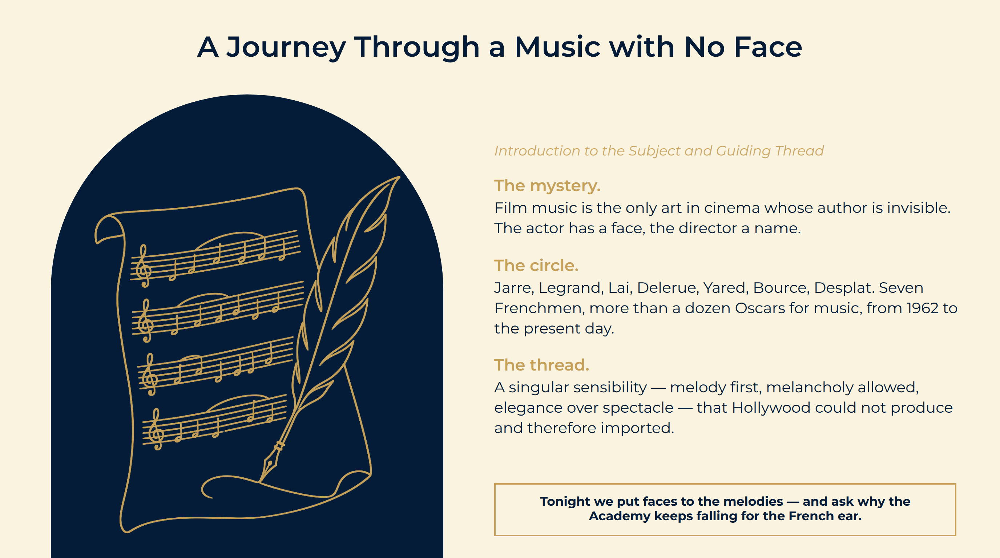 A Journey Through a Music with No Face
Introduction to the Subject and Guiding Thread
The mystery.
Film music is the only art in cinema whose author is invisible.
The actor has a face, the director a name.
The circle.
Jarre, Legrand, Lai, Delerue, Yared, Bource, Desplat. Seven
Frenchmen, more than a dozen Oscars for music, from 1962 to
the present day.
The thread.
A singular sensibility — melody first, melancholy allowed,
elegance over spectacle — that Hollywood could not produce
and therefore imported.
Tonight we put faces to the melodies — and ask why the
Academy keeps falling for the French ear.